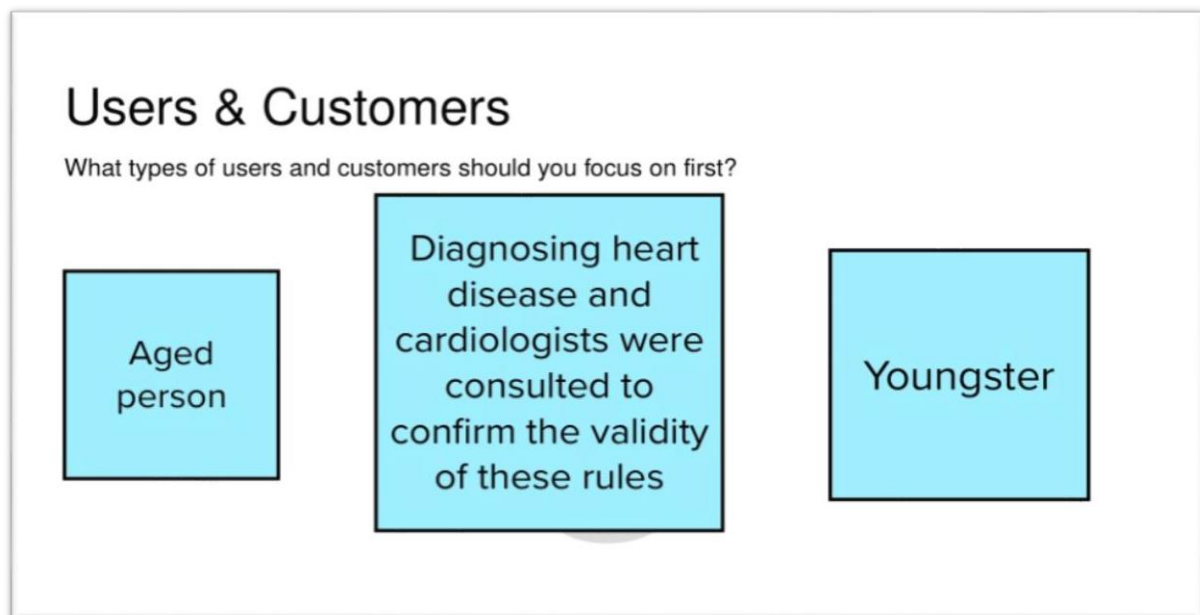 Users & Customers
What types of users and customers should you focus on first?
Aged
person
Diagnosing heart
disease and
cardiologists were
consulted to
confirm the validity
of these rules
Youngster